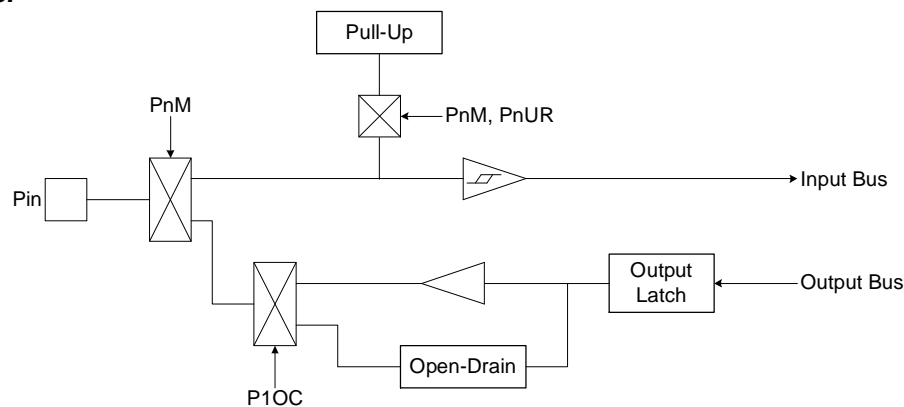 Pull-Up
PnM
PnM, PnUR
Pin
Input Bus
Output
Latch
Output Bus
Open-Drain
P1OC